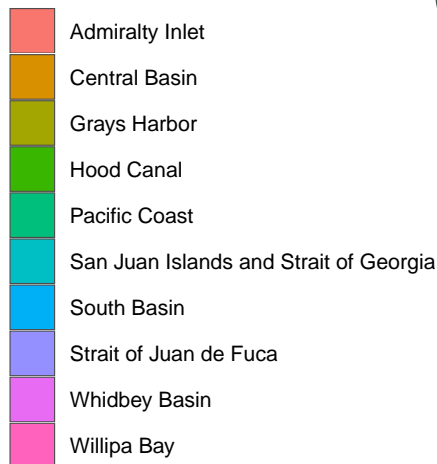 Admiralty Inlet
Central Basin
Grays Harbor
Hood Canal
Pacific Coast
San Juan Islands and Strait of Georgia
South Basin
Strait of Juan de Fuca
Whidbey Basin
Willipa Bay